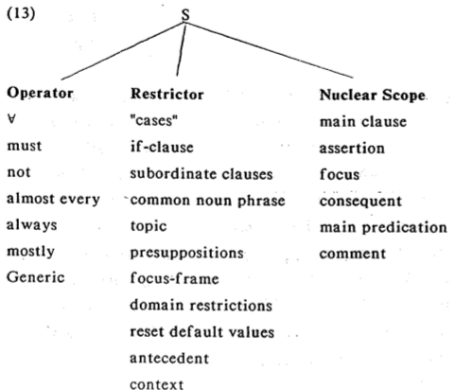 (13)
S
Operator Restrictor Nuclear Scope
∀ "cases" main clause
must if-clause assertion
not subordinate clauses focus
almost every common noun phrase consequent
always topic main predication
mostly presuppositions comment
Generic focus-frame
domain restrictions
reset default values
antecedent
context